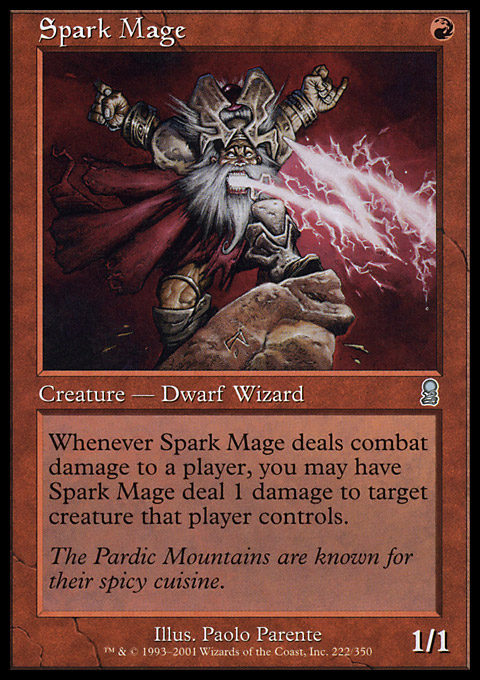 Spark Mage
Creature — Dwarf Wizard
Whenever Spark Mage deals combat
damage to a player, you may have
Spark Mage deal 1 damage to target
creature that player controls.
The Pardic Mountains are known for
their spicy cuisine.
Illus. Paolo Parente
™ & © 1993–2001 Wizards of the Coast, Inc. 222/350
1/1